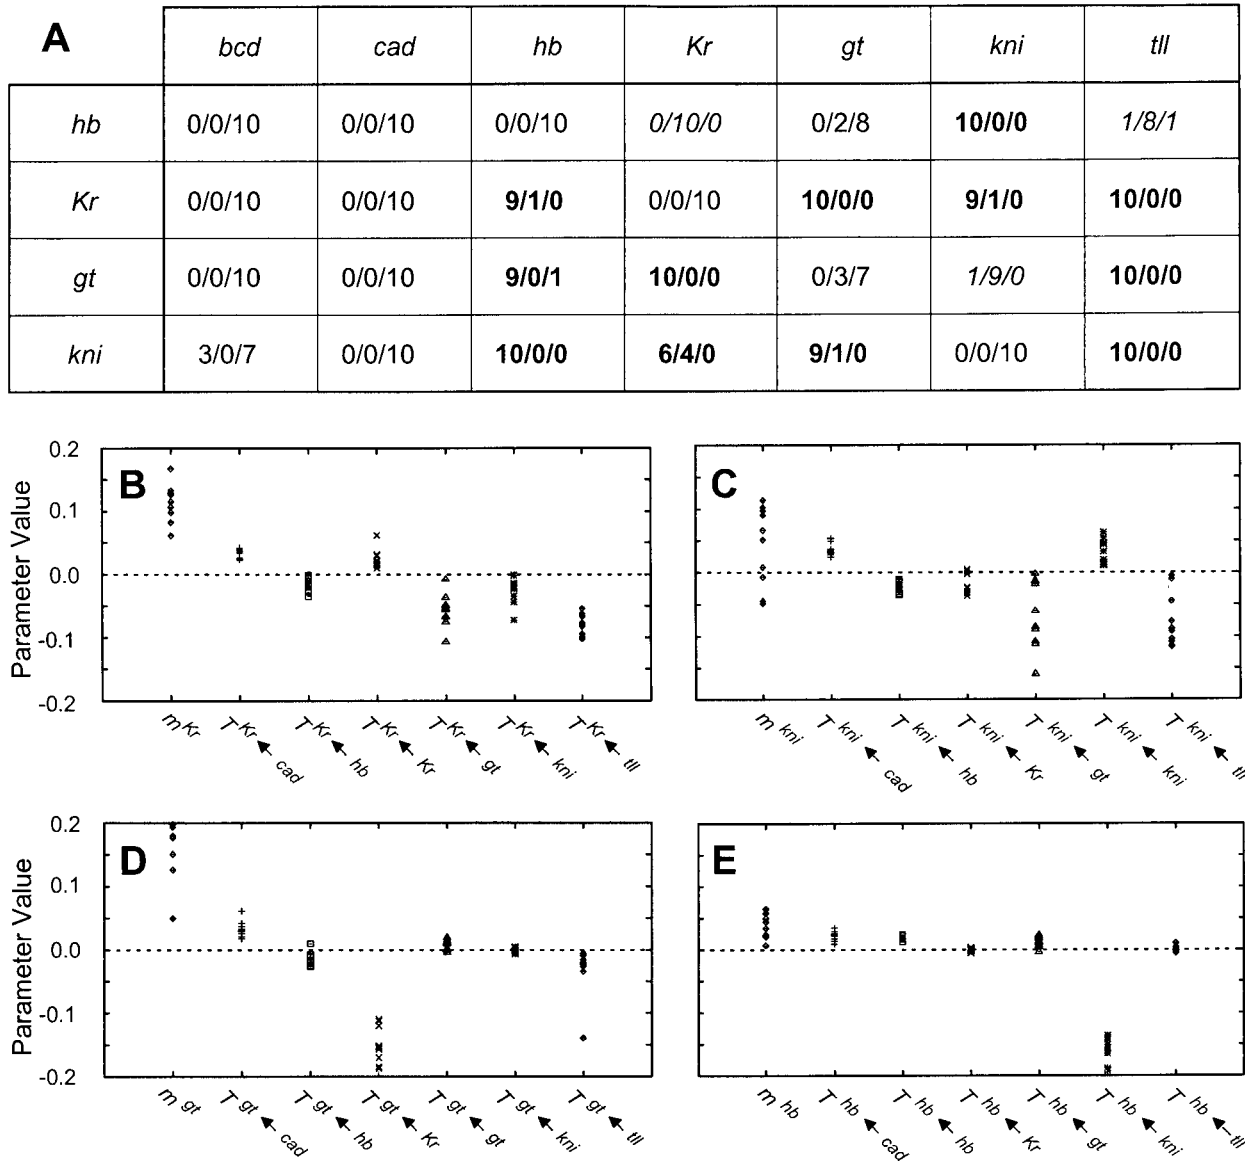 A bcd cad hb Kr gt kni tll
hb 0/0/10 0/0/10 0/0/10 0/10/0 0/2/8 10/0/0 1/8/1
Kr 0/0/10 0/0/10 9/1/0 0/0/10 10/0/0 9/1/0 10/0/0
gt 0/0/10 0/0/10 9/0/1 10/0/0 0/3/7 1/9/0 10/0/0
kni 3/0/7 0/0/10 10/0/0 6/4/0 9/1/0 0/0/10 10/0/0
B
Parameter Value
0.2
0.1
0.0
-0.1
-0.2
m Kr
T Kr cad
T Kr hb
T Kr Kr
T Kr gt
T Kr kni
T Kr tll
C
m kni
T kni cad
T kni hb
T kni Kr
T kni gt
T kni kni
T kni tll
D
Parameter Value
0.2
0.1
0.0
-0.1
-0.2
m gt
T gt cad
T gt hb
T gt Kr
T gt gt
T gt kni
T gt tll
E
m hb
T hb cad
T hb hb
T hb Kr
T hb gt
T hb kni
T hb tll